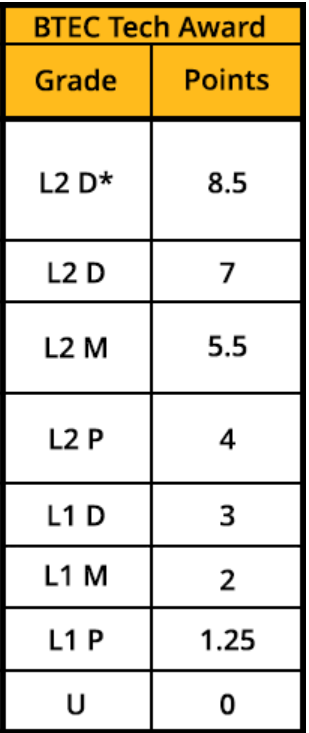 BTEC Tech Award
Grade Points
L2 D* 8.5
L2 D 7
L2 M 5.5
L2 P 4
L1 D 3
L1 M 2
L1 P 1.25
U 0